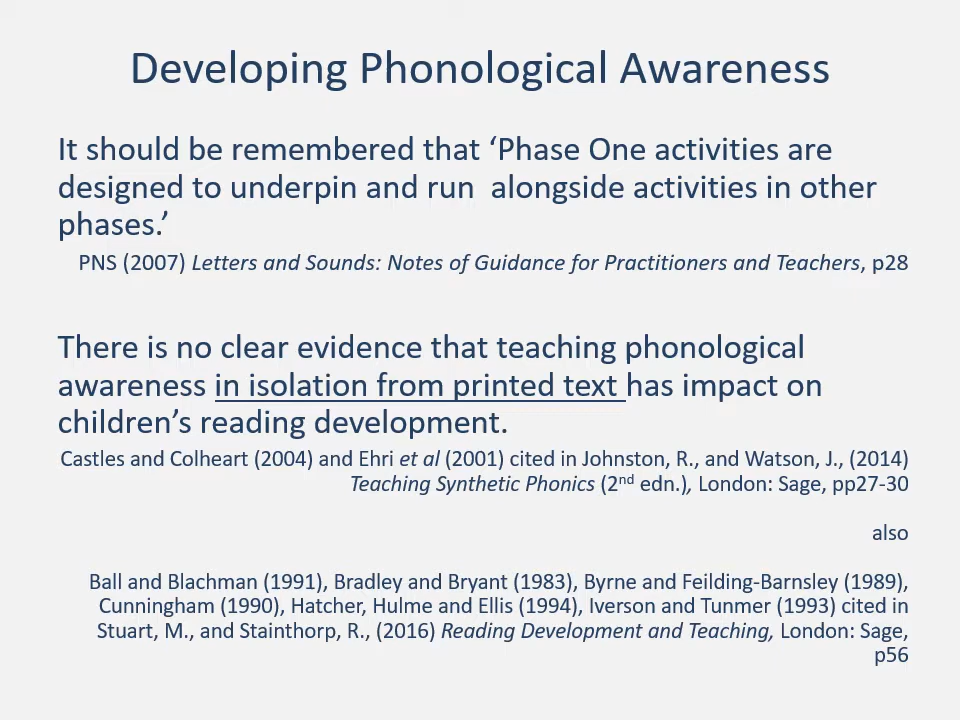 Developing Phonological Awareness
It should be remembered that ‘Phase One activities are
designed to underpin and run  alongside activities in other
phases.’
PNS (2007) Letters and Sounds: Notes of Guidance for Practitioners and Teachers, p28
There is no clear evidence that teaching phonological
awareness in isolation from printed text has impact on
children’s reading development.
Castles and Colheart (2004) and Ehri et al (2001) cited in Johnston, R., and Watson, J., (2014)
Teaching Synthetic Phonics (2nd edn.), London: Sage, pp27-30
also
Ball and Blachman (1991), Bradley and Bryant (1983), Byrne and Feilding-Barnsley (1989),
Cunningham (1990), Hatcher, Hulme and Ellis (1994), Iverson and Tunmer (1993) cited in
Stuart, M., and Stainthorp, R., (2016) Reading Development and Teaching, London: Sage,
p56